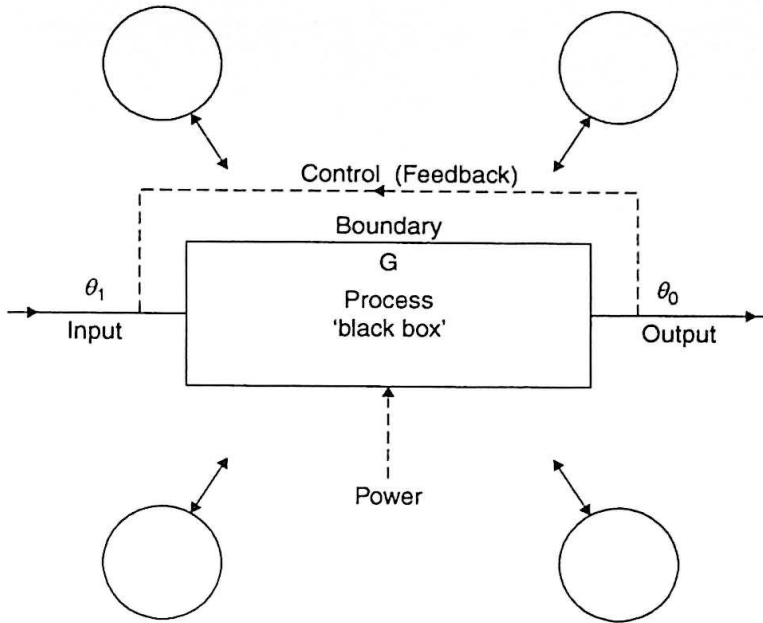 Control (Feedback)
Boundary
G
θ₁
θ₀
Process
Input
'black box'
Output
Power